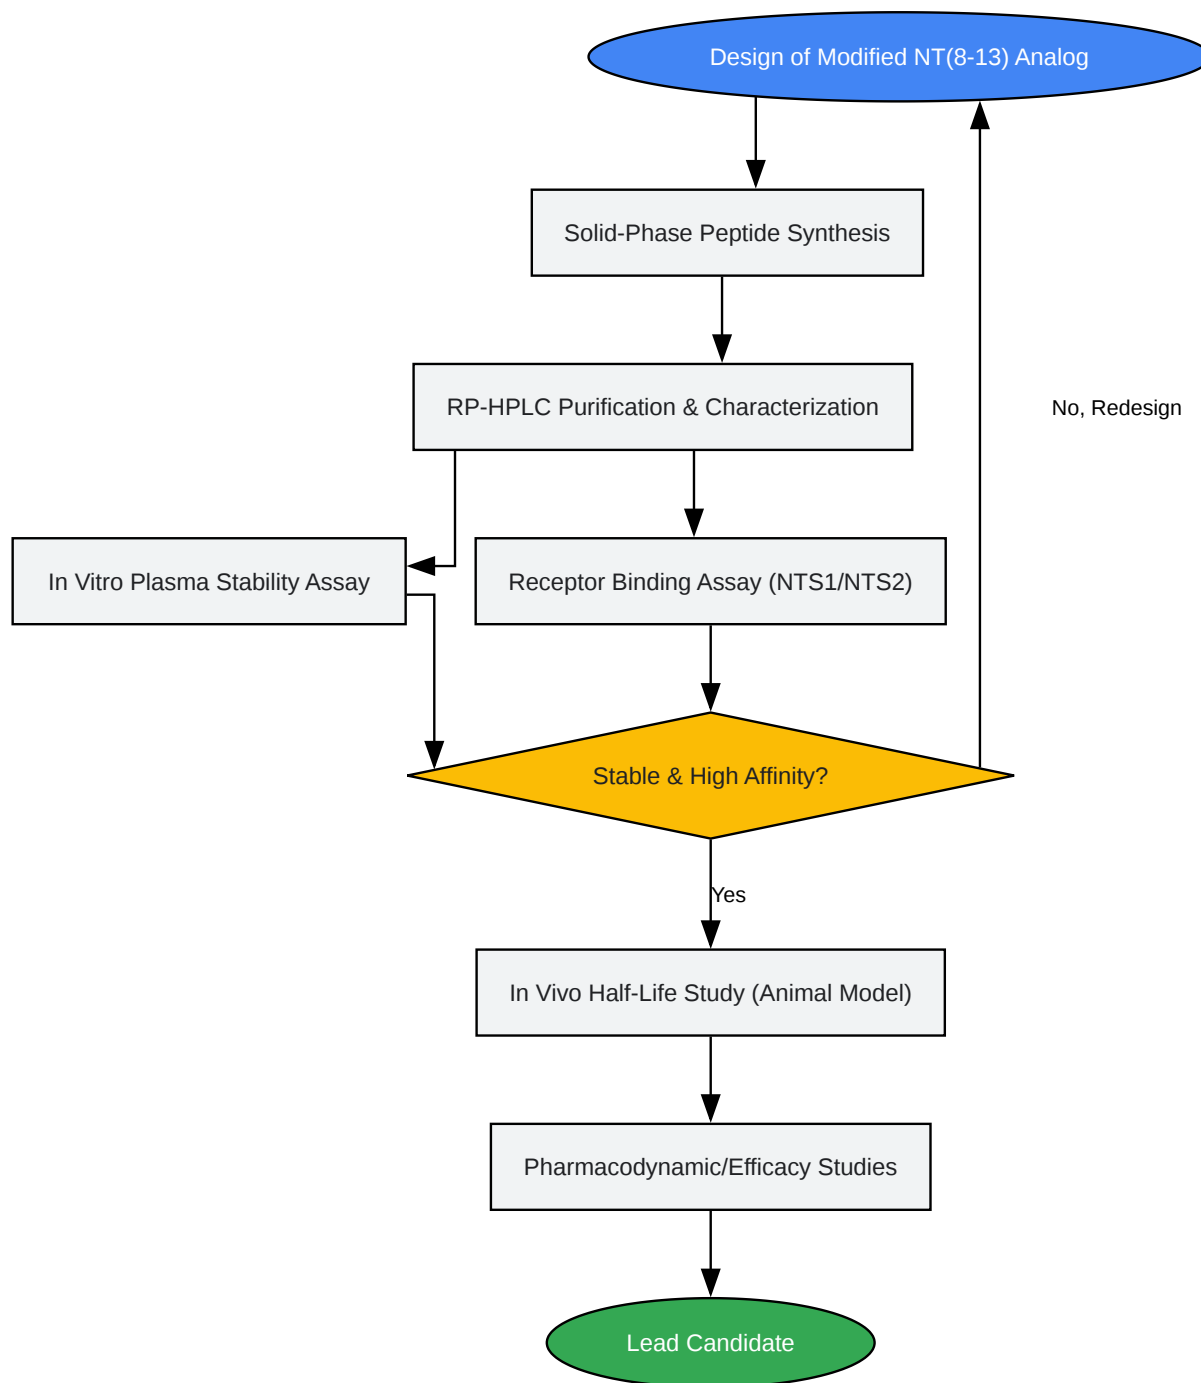 Design of Modified NT(8-13) Analog
Solid-Phase Peptide Synthesis
RP-HPLC Purification & Characterization
No, Redesign
In Vitro Plasma Stability Assay
Receptor Binding Assay (NTS1/NTS2)
Stable & High Affinity?
Yes
In Vivo Half-Life Study (Animal Model)
Pharmacodynamic/Efficacy Studies
Lead Candidate